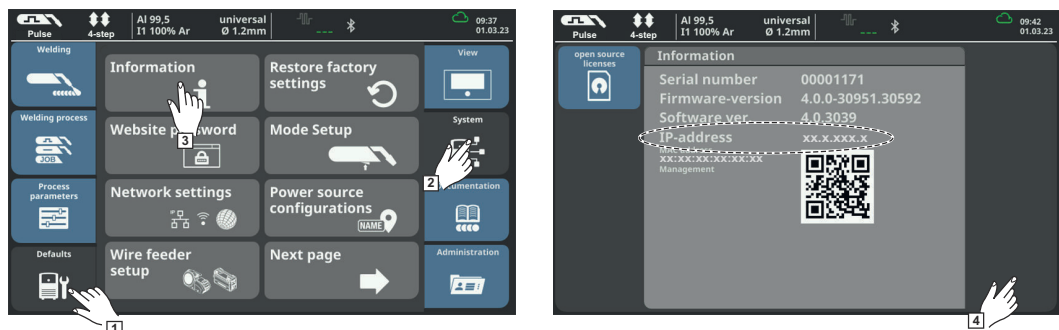 Pulse
4-step
Al 99,5
universal
I1 100% Ar
Ø 1.2mm
---
09:37
01.03.23
Welding
Welding process
JOB
Process
parameters
Defaults
1
Information
3
Restore factory
settings
Website password
Mode Setup
Network settings
Power source
configurations
NAME
Wire feeder
setup
Next page
View
System
2
Documentation
Administration
Pulse
4-step
Al 99,5
universal
I1 100% Ar
Ø 1.2mm
---
09:42
01.03.23
open source
licenses
Information
Serial number 00001171
Firmware-version 4.0.0-30951.30592
Software ver. 4.0.3039
IP-address xx.x.xxx.x
xx:xx:xx:xx:xx:xx
Management
4